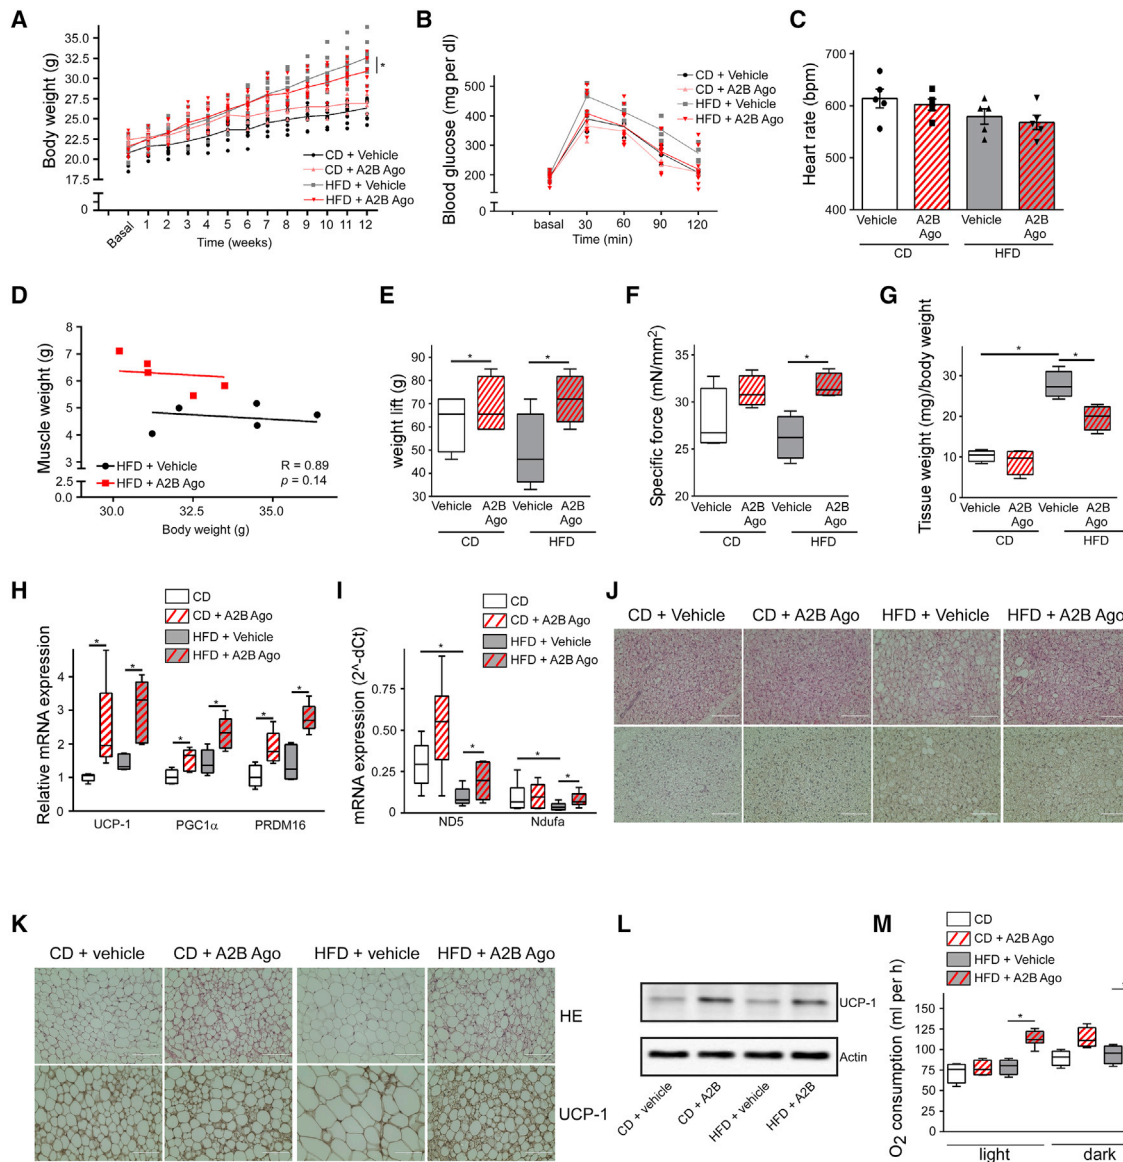 A
Body weight (g)
35.0
32.5
30.0
27.5
25.0
22.5
20.0
17.5
0
*
CD + Vehicle
CD + A2B Ago
HFD + Vehicle
HFD + A2B Ago
Basal 1 2 3 4 5 6 7 8 9 10 11 12
Time (weeks)
B
Blood glucose (mg per dl)
500
400
300
200
0
CD + Vehicle
CD + A2B Ago
HFD + Vehicle
HFD + A2B Ago
basal 30 60 90 120
Time (min)
C
Heart rate (bpm)
700
600
500
400
Vehicle A2B Ago Vehicle A2B Ago
CD HFD
D
Muscle weight (g)
8
7
6
5
4
3
2.5
0.0
HFD + Vehicle
HFD + A2B Ago
R = 0.89
p = 0.14
30.0 32.5 35.0
Body weight (g)
E
weight lift (g)
90
80
70
60
50
40
30
* *
Vehicle A2B Ago Vehicle A2B Ago
CD HFD
F
Specific force (mN/mm²)
35
32
29
26
23
20
*
Vehicle A2B Ago Vehicle A2B Ago
CD HFD
G
Tissue weight (mg)/body weight
30
20
10
0
* *
Vehicle A2B Ago Vehicle A2B Ago
CD HFD
H
CD
CD + A2B Ago
HFD + Vehicle
HFD + A2B Ago
Relative mRNA expression
4
3
2
1
0
* * * * * *
UCP-1 PGC1α PRDM16
I
CD
CD + A2B Ago
HFD + Vehicle
HFD + A2B Ago
mRNA expression (2^-dCt)
0.75
0.50
0.25
0
* * * *
ND5 Ndufa
J
CD + Vehicle CD + A2B Ago HFD + Vehicle HFD + A2B Ago
K
CD + vehicle CD + A2B Ago HFD + vehicle HFD + A2B Ago
HE
UCP-1
L
UCP-1
Actin
CD + vehicle CD + A2B HFD + vehicle HFD + A2B
M
CD
CD + A2B Ago
HFD + Vehicle
HFD + A2B Ago
O₂ consumption (ml per h)
150
125
100
75
50
25
0
*
light dark